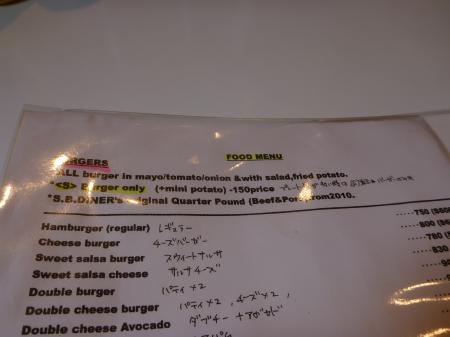 FOOD MENU
BURGERS
*ALL burger in mayo/tomato/onion &with salad,fried potato.
*<S> Burger only (+mini potato) -150price
*S.B.DINER's original Quarter Pound (Beef&Pork from2010.
Hamburger (regular) レギュラー ·····750
Cheese burger チーズバーガー ·····800
Sweet salsa burger スウィートサルサ ·····780
Sweet salsa cheese サルサチーズ ·····830
Double burger パティ×2
Double cheese burger パティ×2, チーズ×2,
Double cheese Avocado ダブチー+アボガド